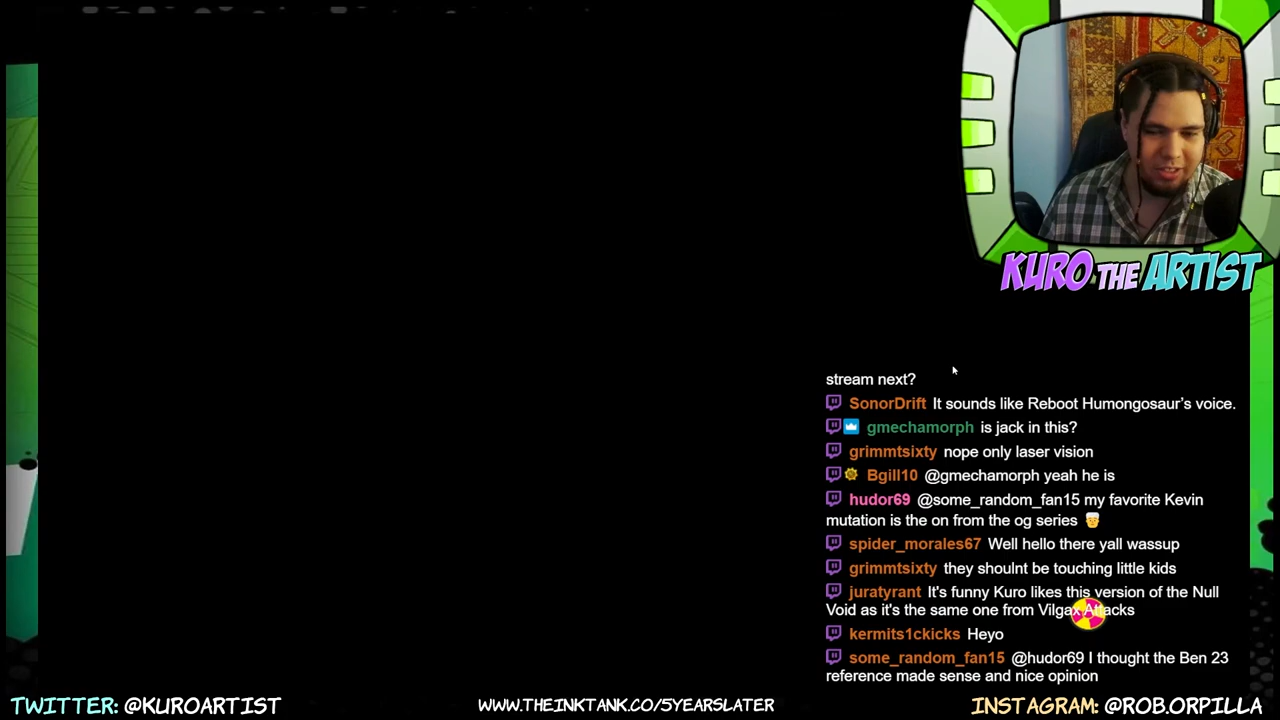 KURO THE ARTIST
stream next?
SonorDrift It sounds like Reboot Humongosaur's voice.
gmechamorph is jack in this?
grimmtsixty nope only laser vision
Bgill10 @gmechamorph yeah he is
hudor69 @some_random_fan15 my favorite Kevin
mutation is the on from the og series
spider_morales67 Well hello there yall wassup
grimmtsixty they shoulnt be touching little kids
juratyrant It's funny Kuro likes this version of the Null
Void as it's the same one from Vilgax Attacks
kermits1ckicks Heyo
some_random_fan15 @hudor69 I thought the Ben 23
reference made sense and nice opinion
TWITTER: @KUROARTIST WWW.THEINKTANK.CO/5YEARSLATER INSTAGRAM: @ROB.ORPILLA